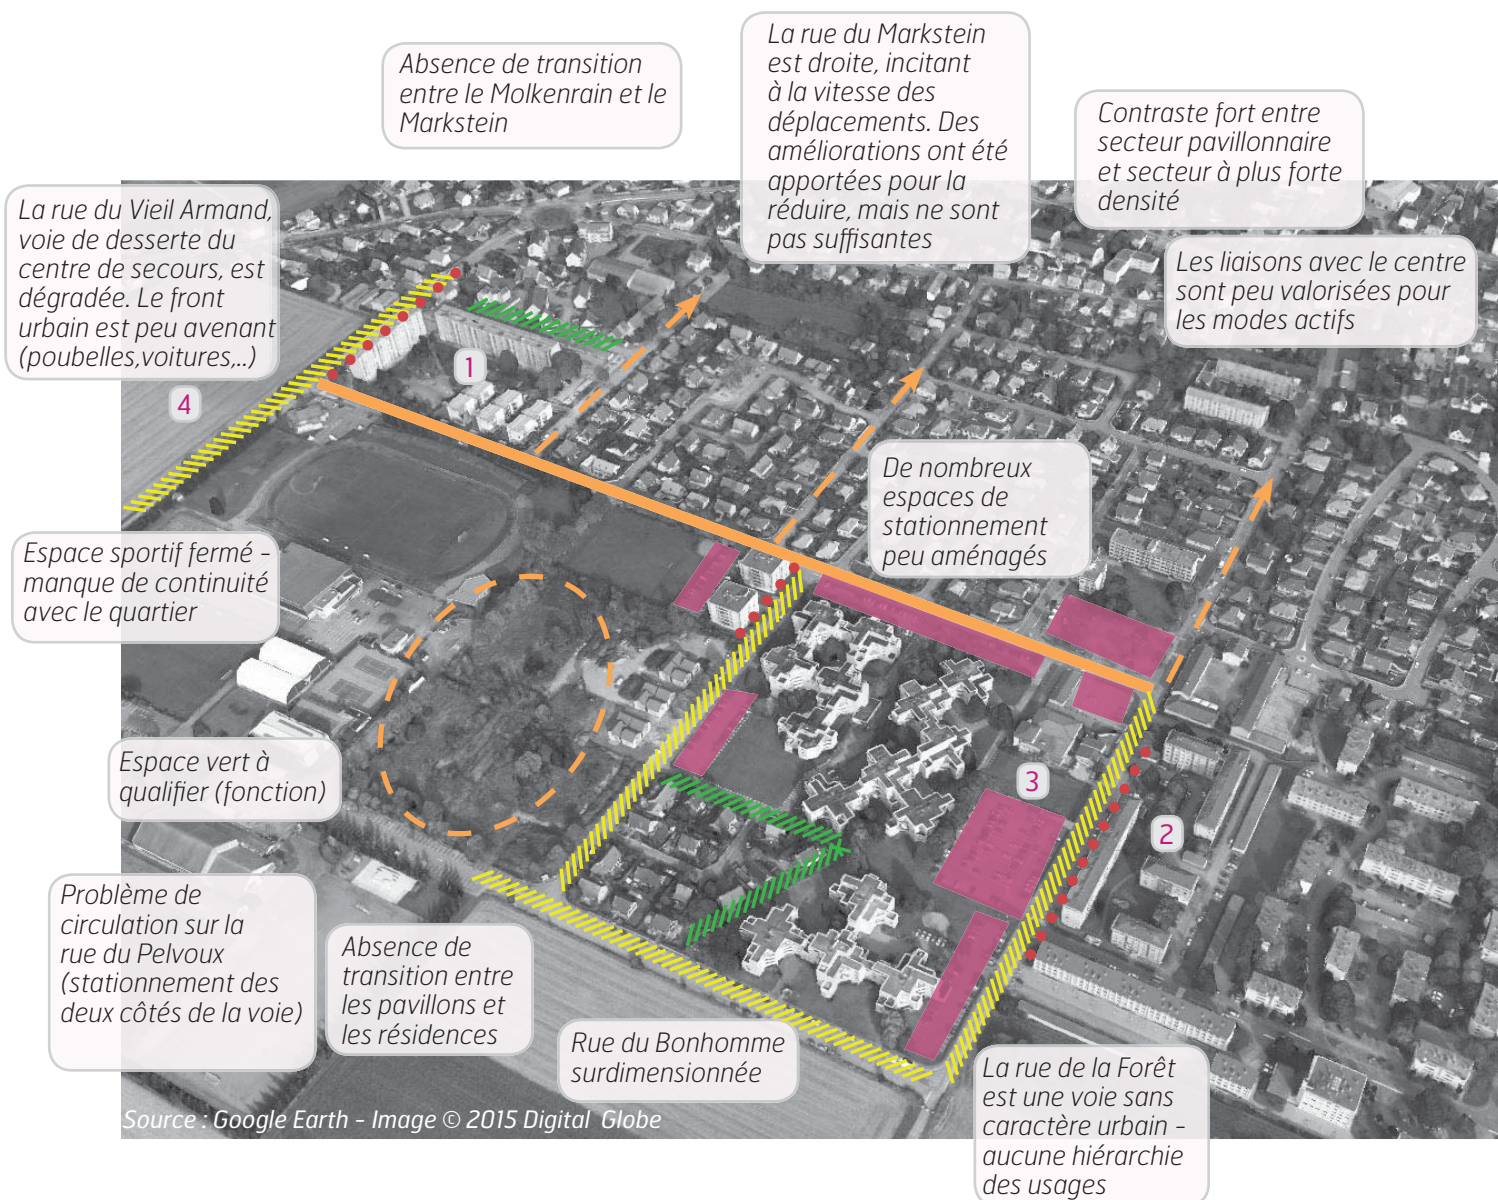 Absence de transition
entre le Molkenrain et le
Markstein
La rue du Markstein
est droite, incitant
à la vitesse des
déplacements. Des
améliorations ont été
apportées pour la
réduire, mais ne sont
pas suffisantes
Contraste fort entre
secteur pavillonnaire
et secteur à plus forte
densité
La rue du Vieil Armand,
voie de desserte du
centre de secours, est
dégradée. Le front
urbain est peu avenant
(poubelles,voitures,..)
Les liaisons avec le centre
sont peu valorisées pour
les modes actifs
1
4
De nombreux
espaces de
stationnement
peu aménagés
Espace sportif fermé -
manque de continuité
avec le quartier
Espace vert à
qualifier (fonction)
3
2
Problème de
circulation sur la
rue du Pelvoux
(stationnement des
deux côtés de la voie)
Absence de
transition entre
les pavillons et
les résidences
Rue du Bonhomme
surdimensionnée
La rue de la Forêt
est une voie sans
caractère urbain -
aucune hiérarchie
des usages
Source : Google Earth - Image © 2015 Digital Globe